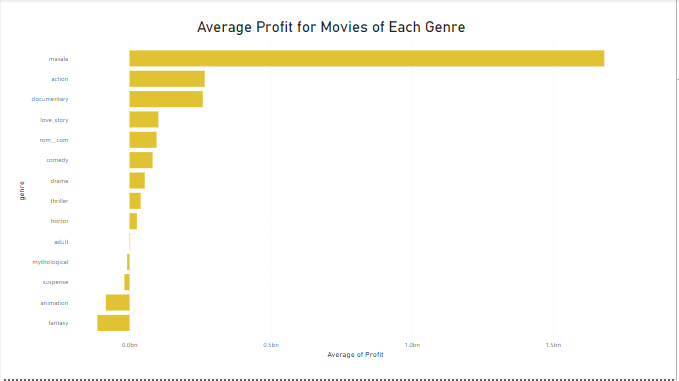 Average Profit for Movies of Each Genre
masala
action
documentary
love_story
rom__com
comedy
drama
thriller
horror
adult
mythological
suspense
animation
fantasy
genre
0.0bn 0.5bn 1.0bn 1.5bn
Average of Profit